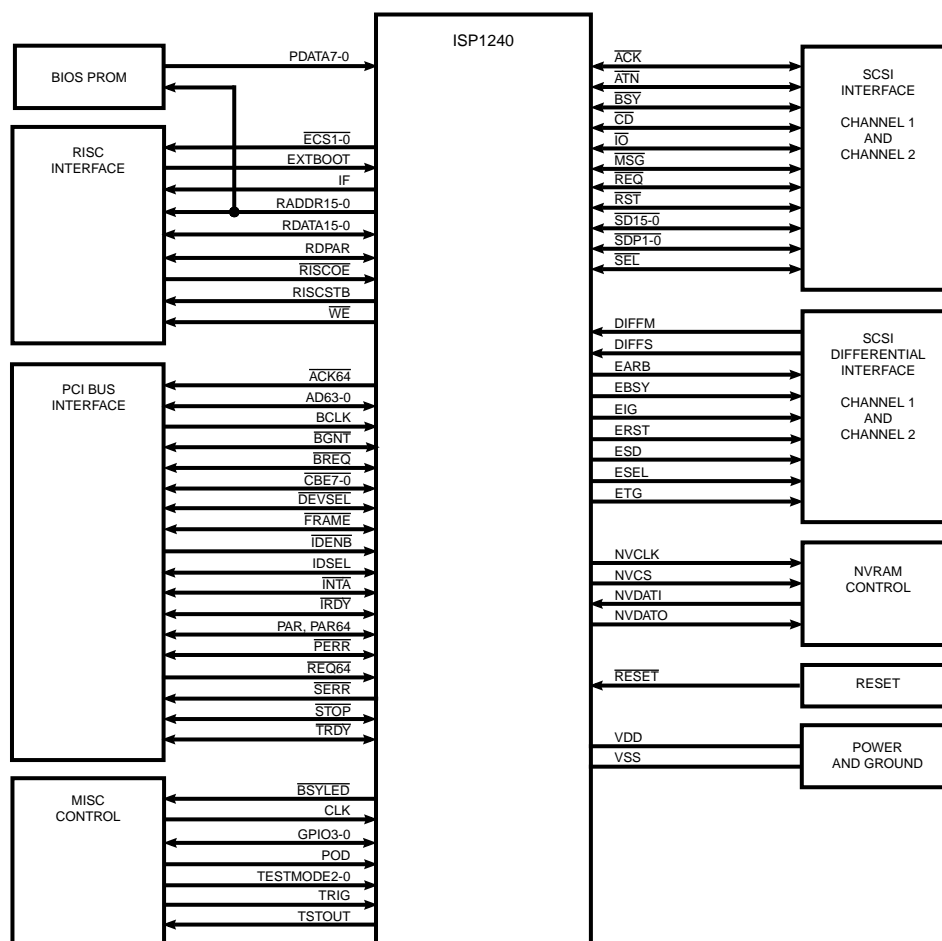 ISP1240
BIOS PROM
PDATA7-0
RISC
INTERFACE
ECS1-0
EXTBOOT
IF
RADDR15-0
RDATA15-0
RDPAR
RISCOE
RISCSTB
WE
PCI BUS
INTERFACE
ACK64
AD63-0
BCLK
BGNT
BREQ
CBE7-0
DEVSEL
FRAME
IDENB
IDSEL
INTA
IRDY
PAR, PAR64
PERR
REQ64
SERR
STOP
TRDY
MISC
CONTROL
BSYLED
CLK
GPIO3-0
POD
TESTMODE2-0
TRIG
TSTOUT
ACK
ATN
BSY
CD
IO
MSG
REQ
RST
SD15-0
SDP1-0
SEL
SCSI
INTERFACE
CHANNEL 1
AND
CHANNEL 2
DIFFM
DIFFS
EARB
EBSY
EIG
ERST
ESD
ESEL
ETG
SCSI
DIFFERENTIAL
INTERFACE
CHANNEL 1
AND
CHANNEL 2
NVCLK
NVCS
NVDATI
NVDATO
NVRAM
CONTROL
RESET
RESET
VDD
VSS
POWER
AND GROUND